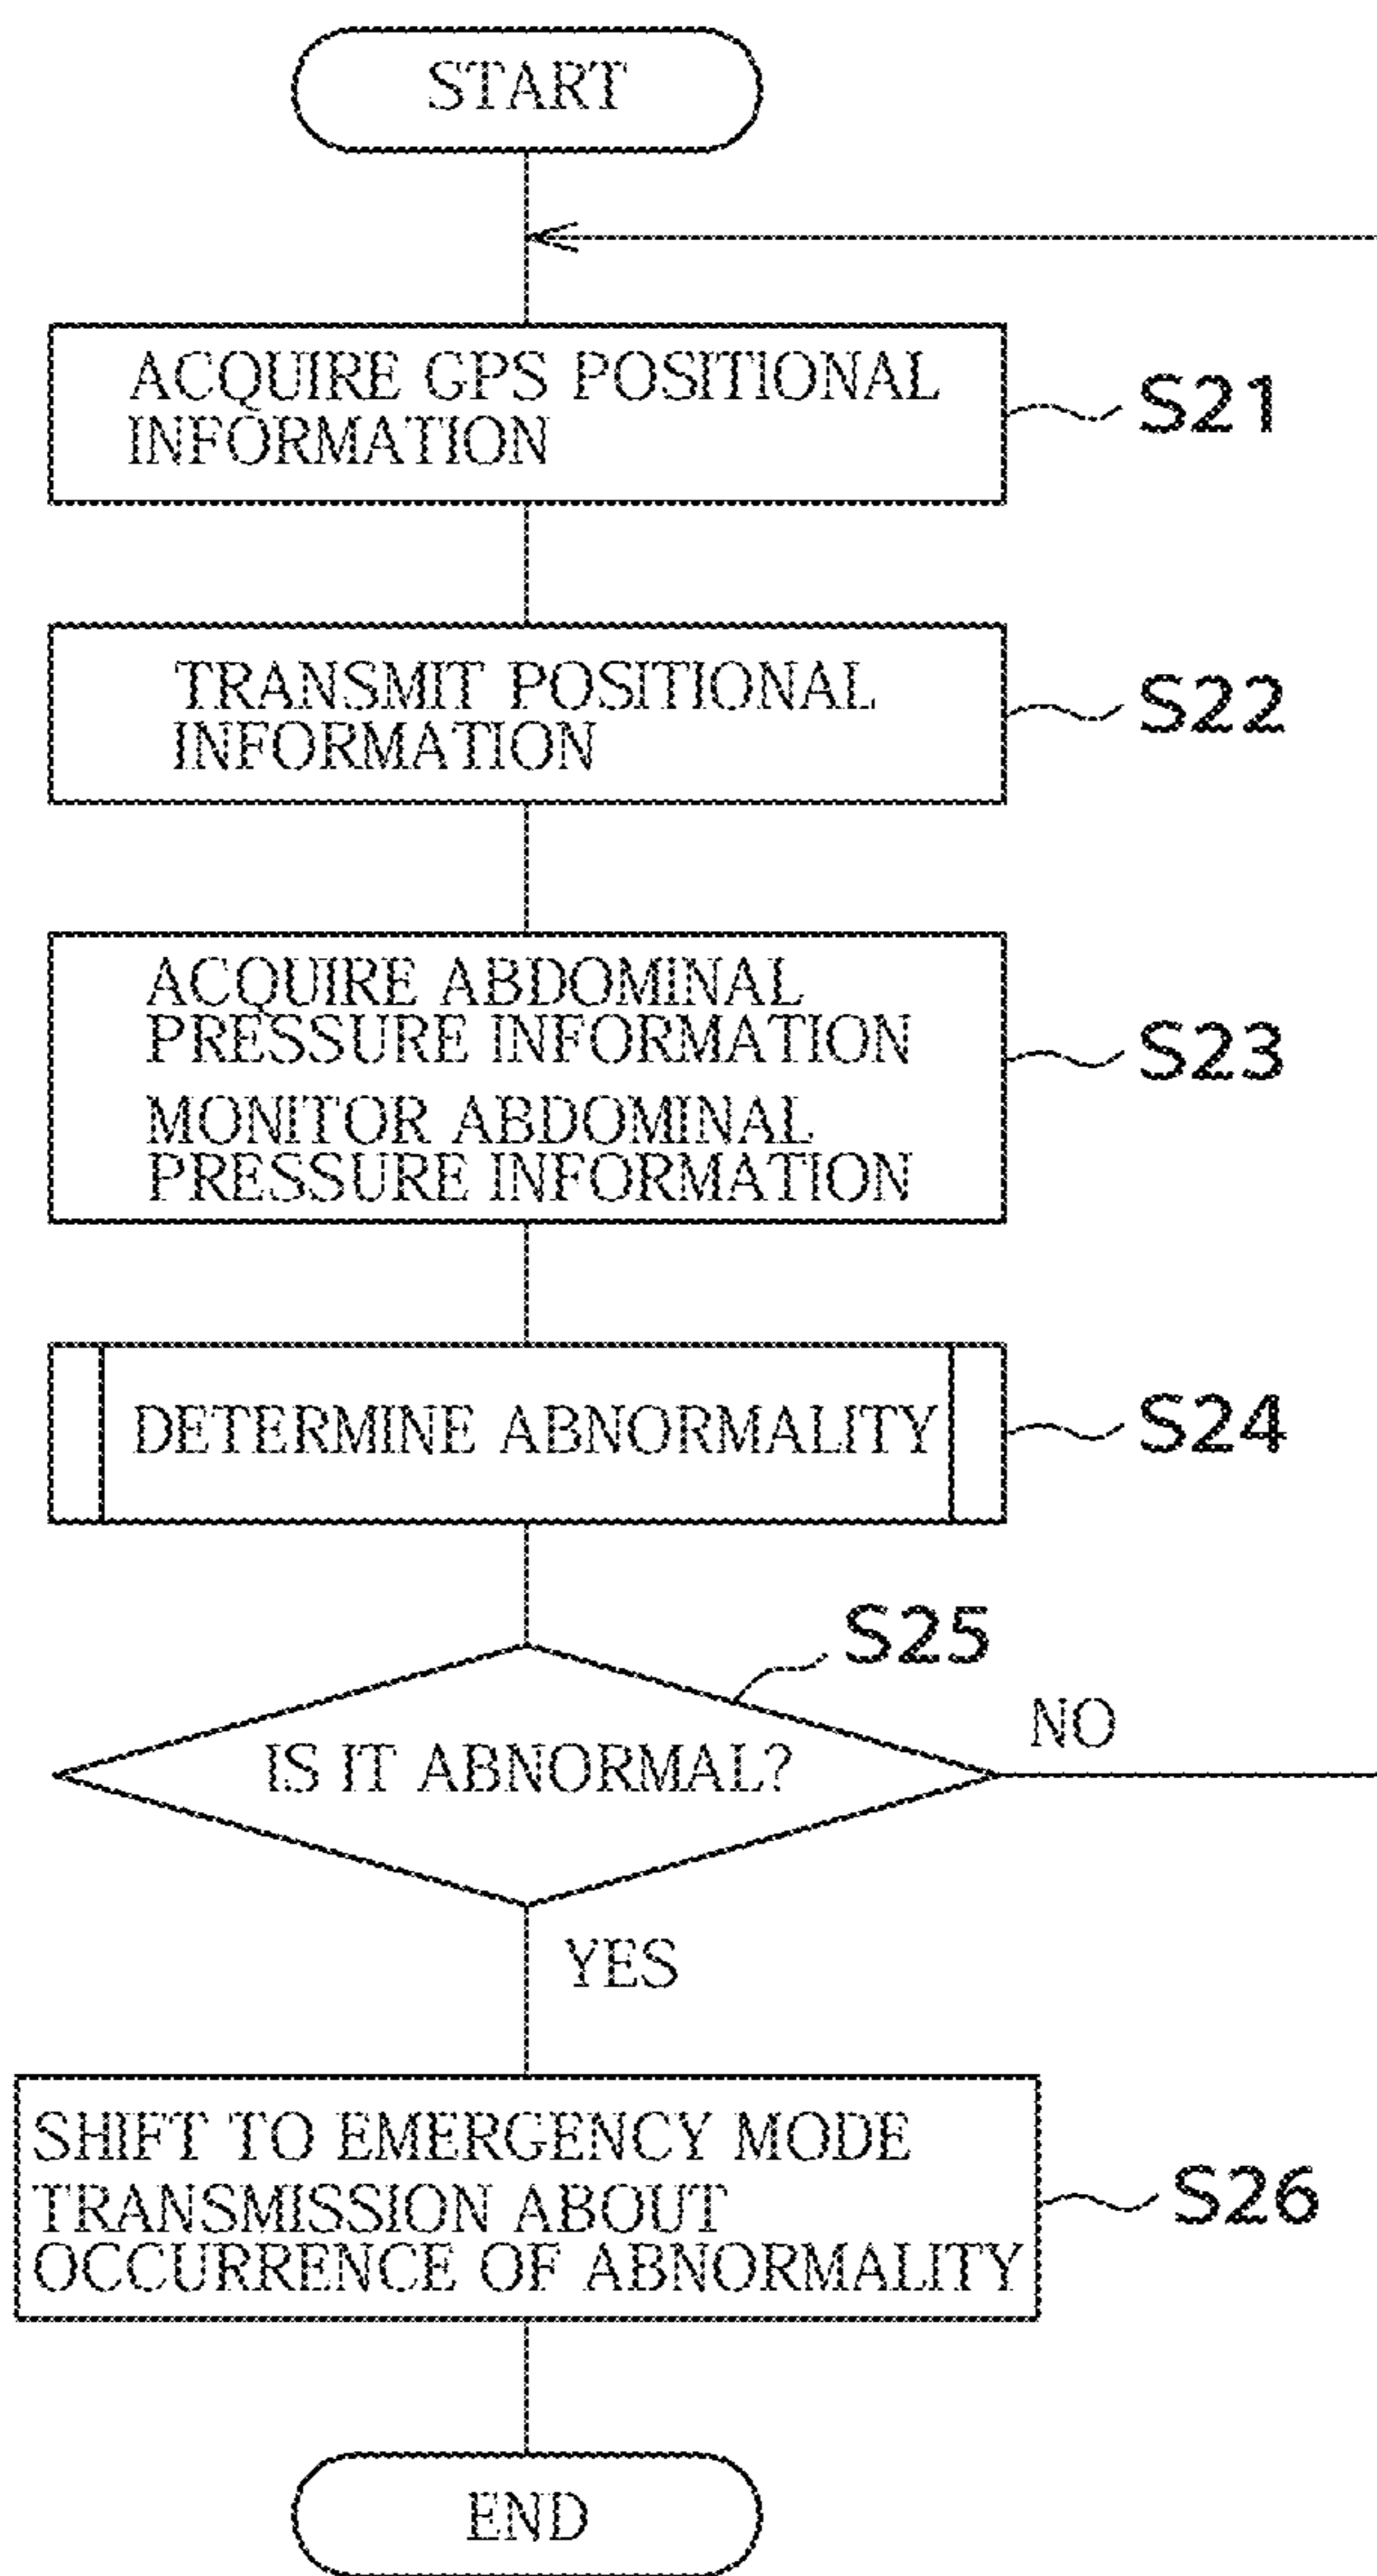 START
ACQUIRE GPS POSITIONAL
INFORMATION
S21
TRANSMIT POSITIONAL
INFORMATION
S22
ACQUIRE ABDOMINAL
PRESSURE INFORMATION
MONITOR ABDOMINAL
PRESSURE INFORMATION
S23
DETERMINE ABNORMALITY
S24
S25
IS IT ABNORMAL?
NO
YES
SHIFT TO EMERGENCY MODE
TRANSMISSION ABOUT
OCCURRENCE OF ABNORMALITY
S26
END